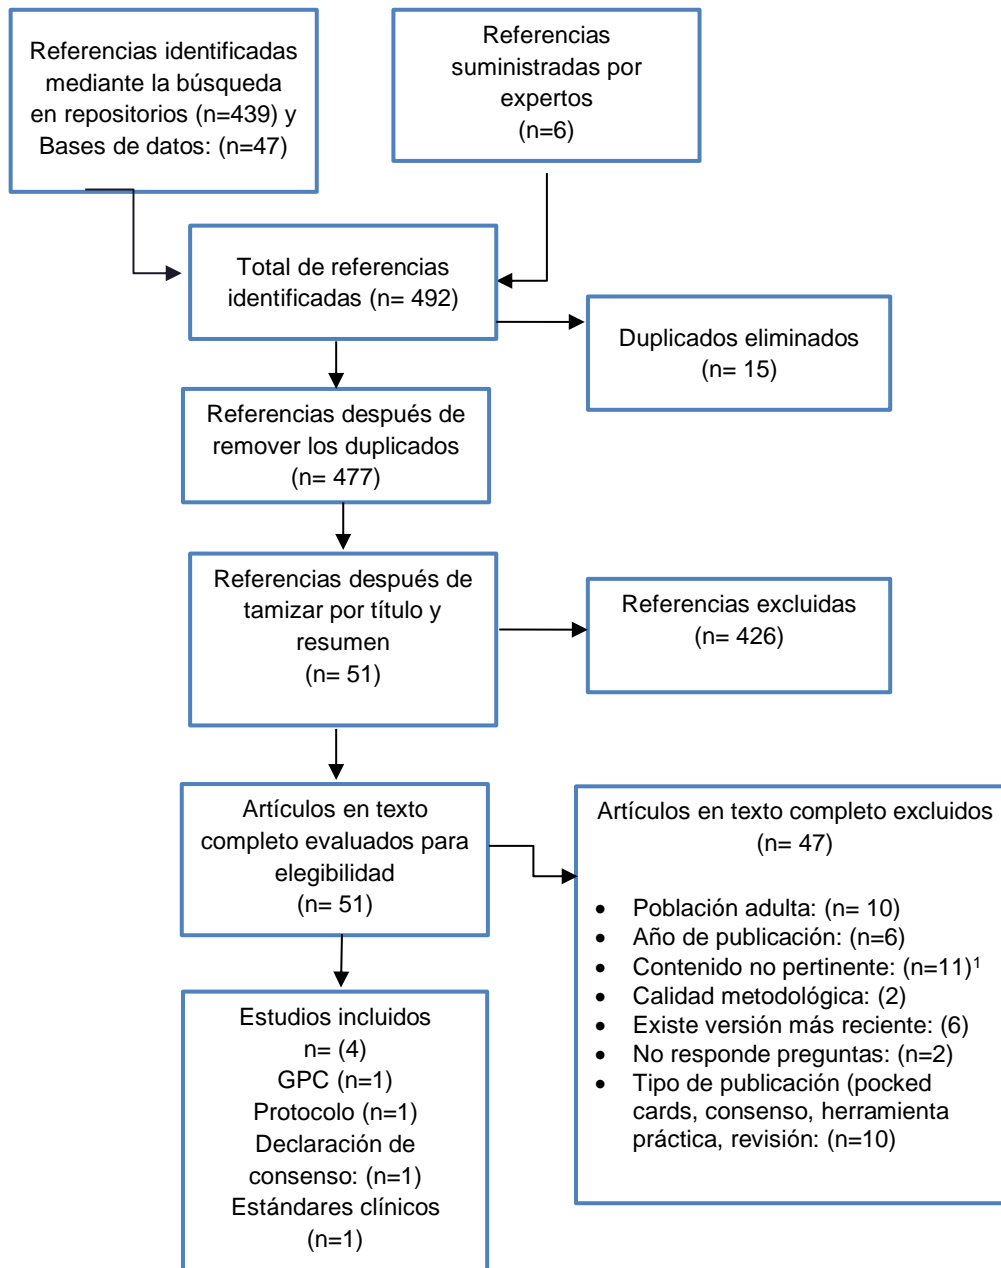 Referencias identificadas
mediante la búsqueda
en repositorios (n=439) y
Bases de datos: (n=47)
Referencias
suministradas por
expertos
(n=6)
Total de referencias
identificadas (n= 492)
Duplicados eliminados
(n= 15)
Referencias después de
remover los duplicados
(n= 477)
Referencias después de
tamizar por título y
resumen
(n= 51)
Referencias excluidas
(n= 426)
Artículos en texto
completo evaluados para
elegibilidad
(n= 51)
Artículos en texto completo excluidos
(n= 47)
• Población adulta: (n= 10)
• Año de publicación: (n=6)
• Contenido no pertinente: (n=11)¹
• Calidad metodológica: (2)
• Existe versión más reciente: (6)
• No responde preguntas: (n=2)
• Tipo de publicación (pocked
cards, consenso, herramienta
práctica, revisión: (n=10)
Estudios incluidos
n= (4)
GPC (n=1)
Protocolo (n=1)
Declaración de
consenso: (n=1)
Estándares clínicos
(n=1)